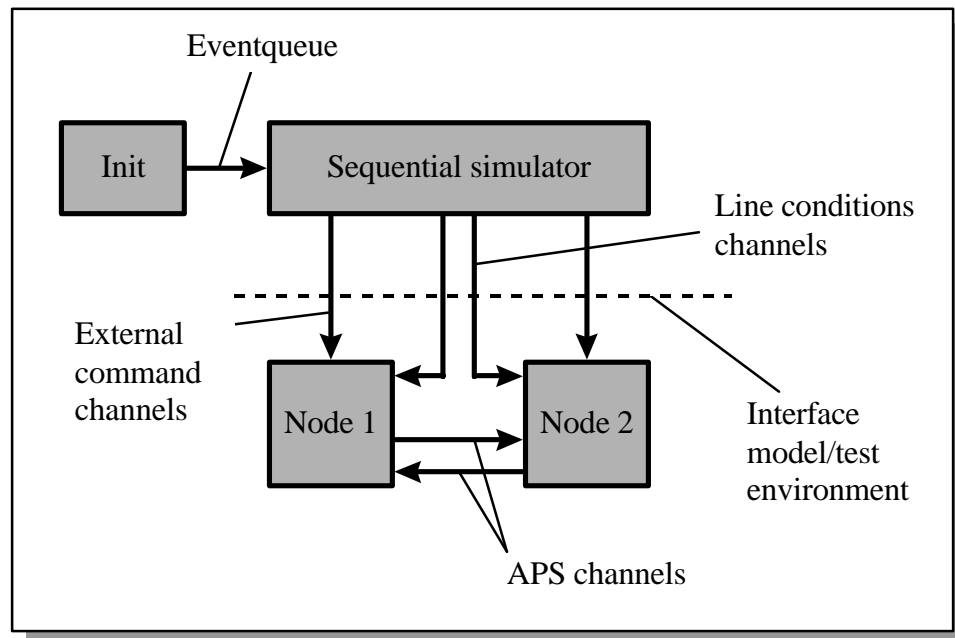 Eventqueue
Init
Sequential simulator
Line conditions
channels
External
command
channels
Node 1
Node 2
Interface
model/test
environment
APS channels